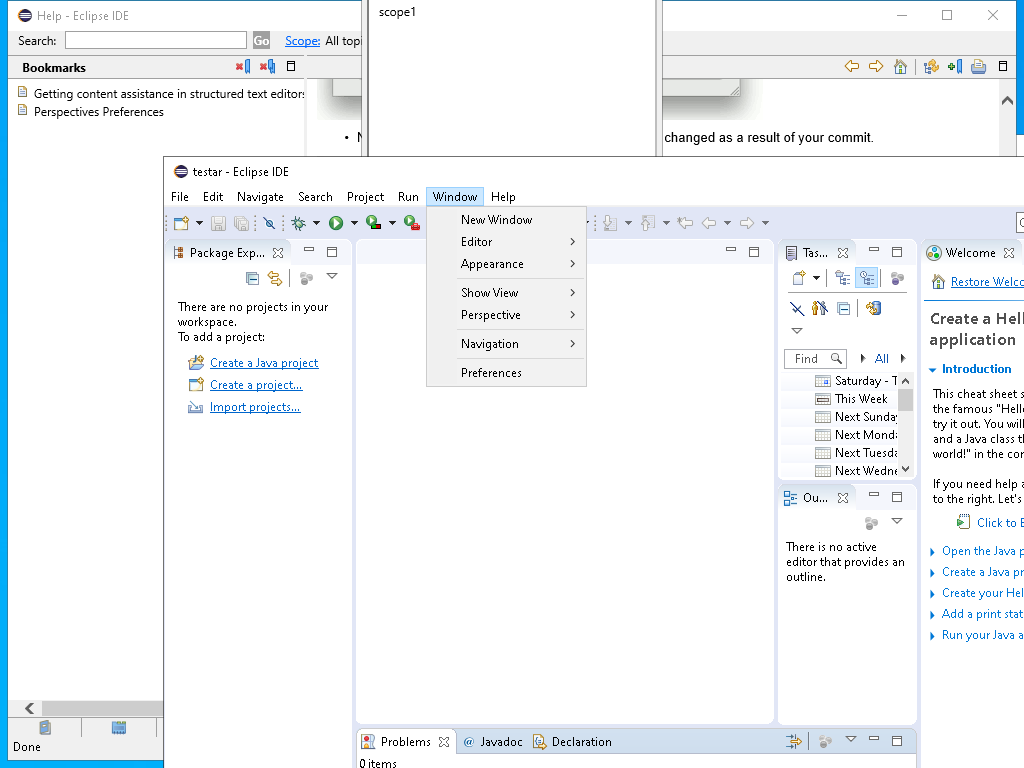 Help - Eclipse IDE
scope1
Search:
Go
Scope: All topi
Bookmarks
Getting content assistance in structured text editors
Perspectives Preferences
changed as a result of your commit.
testar - Eclipse IDE
File Edit Navigate Search Project Run Window Help
New Window
Editor
Appearance
Show View
Perspective
Navigation
Preferences
Package Exp...
There are no projects in your
workspace.
To add a project:
Create a Java project
Create a project...
Import projects...
Tas...
Find
All
Saturday - T
This Week
Next Sunda
Next Monda
Next Tuesda
Next Wedne
Ou...
There is no active
editor that provides an
outline.
Welcome
Restore Welco
Create a Hell
application
Introduction
This cheat sheet s
the famous "Hello
try it out. You will
and a Java class th
world!" in the con
If you need help a
to the right. Let's
Click to B
Open the Java p
Create a Java pr
Create your Hel
Add a print stat
Run your Java a
Problems
@ Javadoc
Declaration
0 items
Done